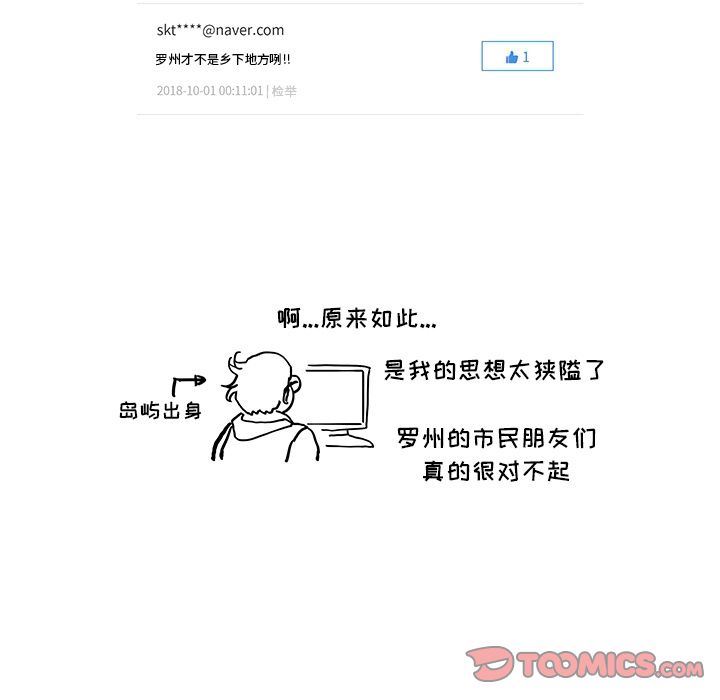 skt****@naver.com
罗州才不是乡下地方咧!!
1
2018-10-01 00:11:01 | 检举
啊...原来如此...
是我的思想太狭隘了
岛屿出身
罗州的市民朋友们
真的很对不起
TOOMICS.com